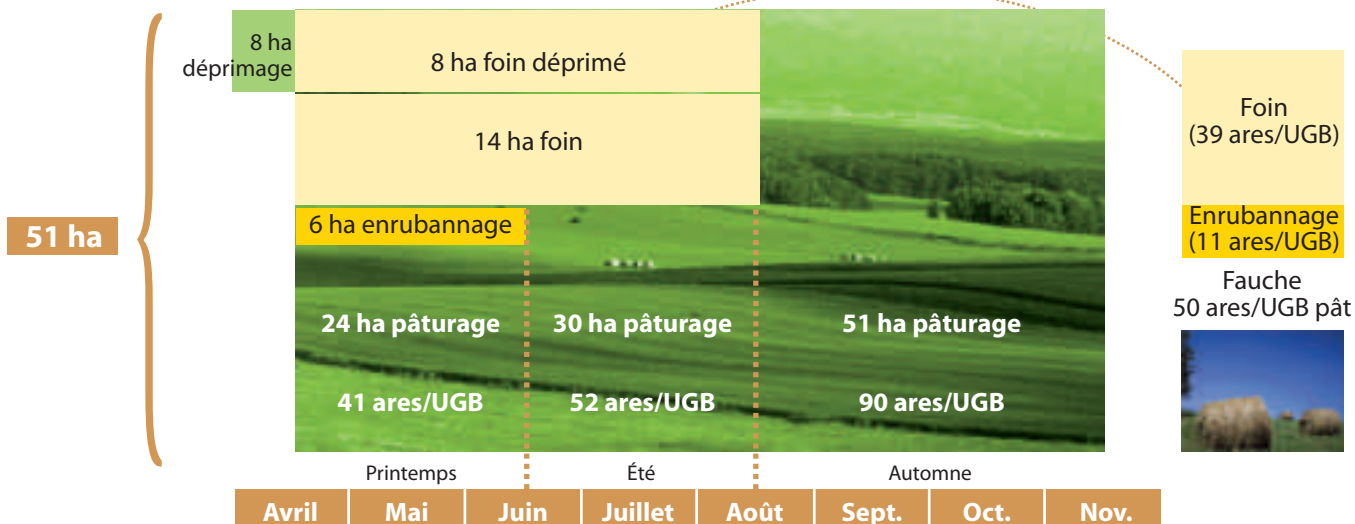 8 ha
déprimage
8 ha foin déprimé
14 ha foin
6 ha enrubannage
51 ha
24 ha pâturage
30 ha pâturage
51 ha pâturage
41 ares/UGB
52 ares/UGB
90 ares/UGB
Printemps
Été
Automne
Avril
Mai
Juin
Juillet
Août
Sept.
Oct.
Nov.
Foin
(39 ares/UGB)
Enrubannage
(11 ares/UGB)
Fauche
50 ares/UGB pât